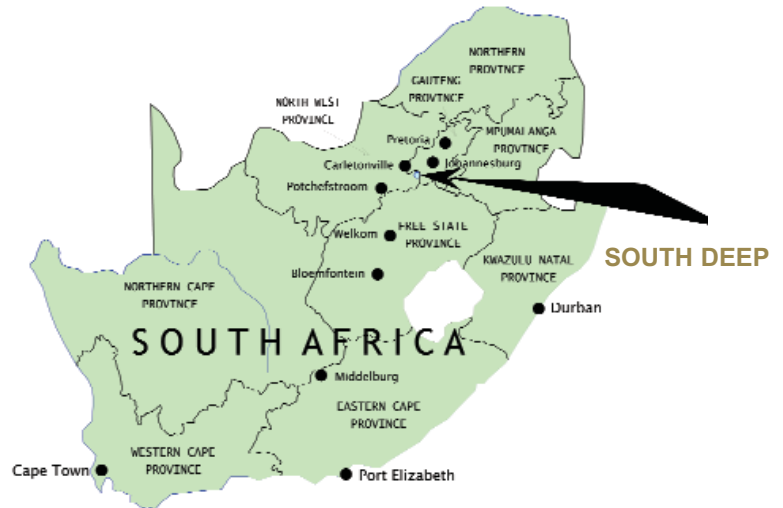 NORTHERN
PROVINCE
GAUTENG
PROVINCE
NORTH WEST
PROVINCE
MPUMALANGA
PROVINCE
Pretoria
Johannesburg
Carletonville
Potchefstroom
Welkom
FREE STATE
PROVINCE
SOUTH DEEP
KWAZULU NATAL
PROVINCE
Bloemfontein
NORTHERN CAPE
PROVINCE
Durban
SOUTH AFRICA
Middelburg
EASTERN CAPE
PROVINCE
WESTERN CAPE
PROVINCE
Cape Town
Port Elizabeth